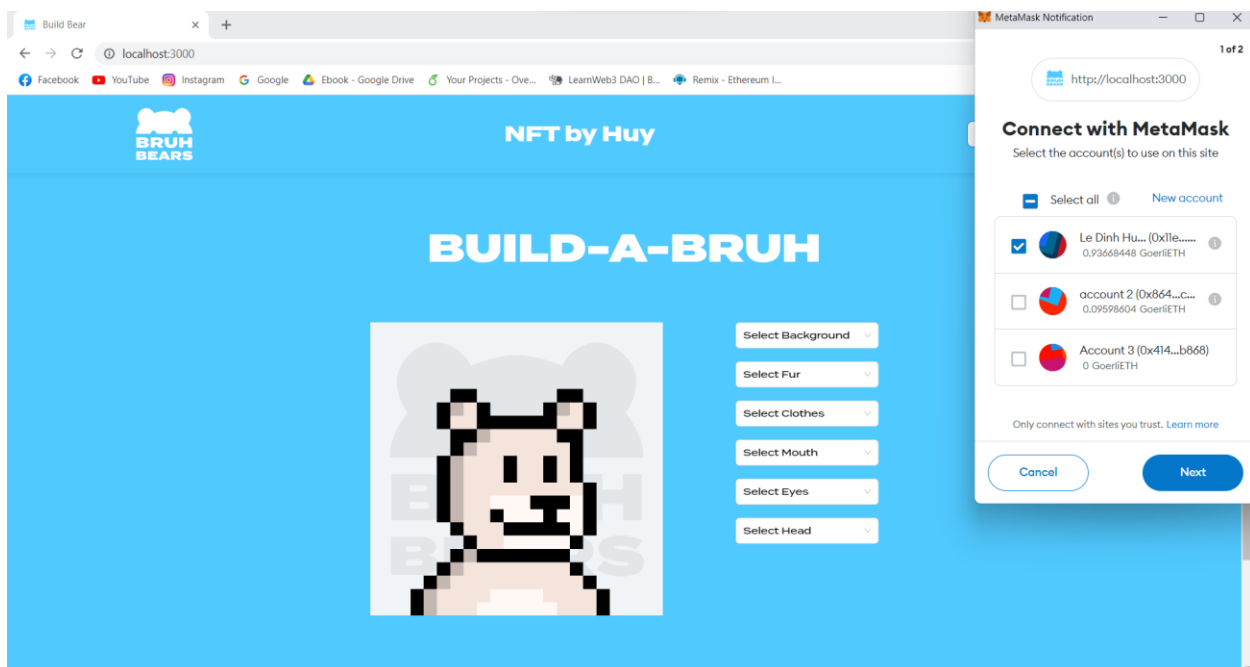 Build Bear
localhost:3000
Facebook YouTube Instagram Google Ebook - Google Drive Your Projects - Ove... LearnWeb3 DAO | B... Remix - Ethereum I...
BRUH
BEARS
NFT by Huy
BUILD-A-BRUH
BRUH
BEARS
Select Background
Select Fur
Select Clothes
Select Mouth
Select Eyes
Select Head
MetaMask Notification
1 of 2
http://localhost:3000
Connect with MetaMask
Select the account(s) to use on this site
Select all New account
Le Dinh Hu... (0x11e......
0.93668448 GoerliETH
account 2 (0x864...c...
0.09598604 GoerliETH
Account 3 (0x414...b868)
0 GoerliETH
Only connect with sites you trust. Learn more
Cancel Next